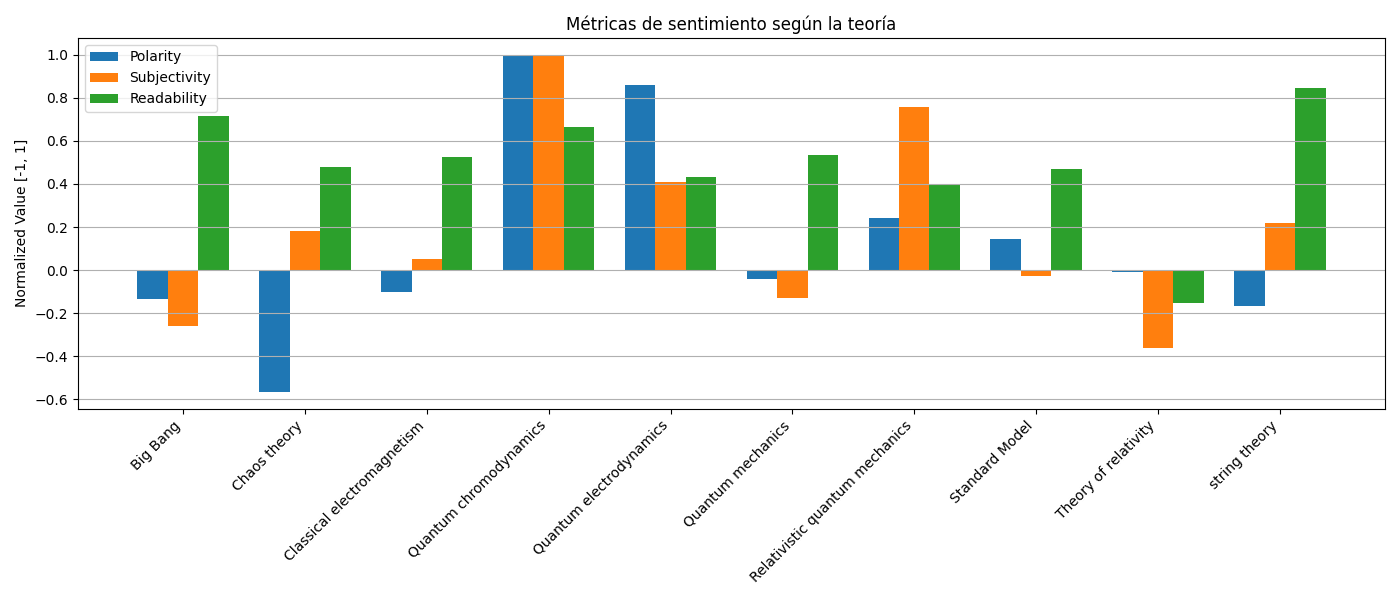 Métricas de sentimiento según la teoría
Polarity
Subjectivity
Readability
Normalized Value [-1, 1]
1.0
0.8
0.6
0.4
0.2
0.0
−0.2
−0.4
−0.6
Big Bang
Chaos theory
Classical electromagnetism
Quantum chromodynamics
Quantum electrodynamics
Quantum mechanics
Relativistic quantum mechanics
Standard Model
Theory of relativity
string theory